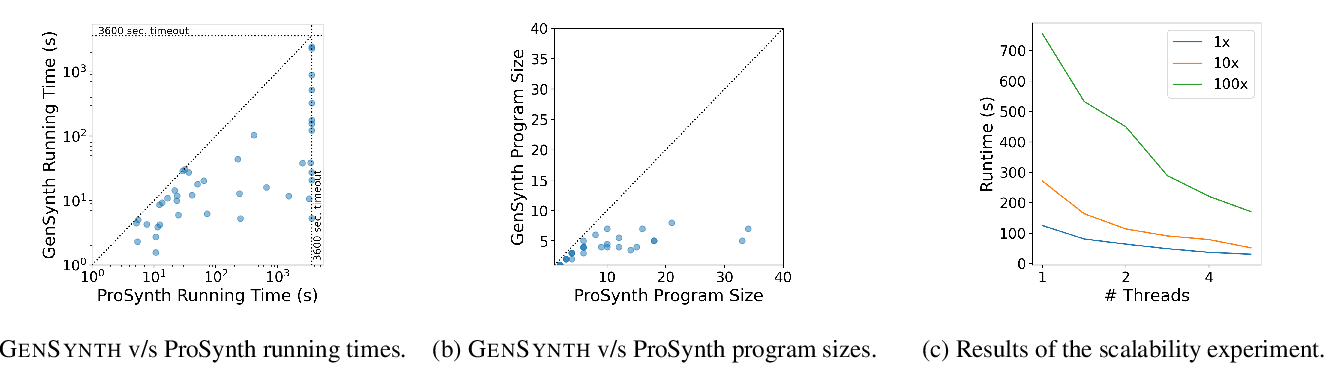 3600 sec. timeout
GenSynth Running Time (s)
10³
10²
10¹
10⁰
10⁰ 10¹ 10² 10³
3600 sec. timeout
ProSynth Running Time (s)
GENSYNTH v/s ProSynth running times.
GenSynth Program Size
40
35
30
25
20
15
10
5
10 20 30 40
ProSynth Program Size
(b) GENSYNTH v/s ProSynth program sizes.
Runtime (s)
700
600
500
400
300
200
100
0
1x
10x
100x
1 2 4
# Threads
(c) Results of the scalability experiment.